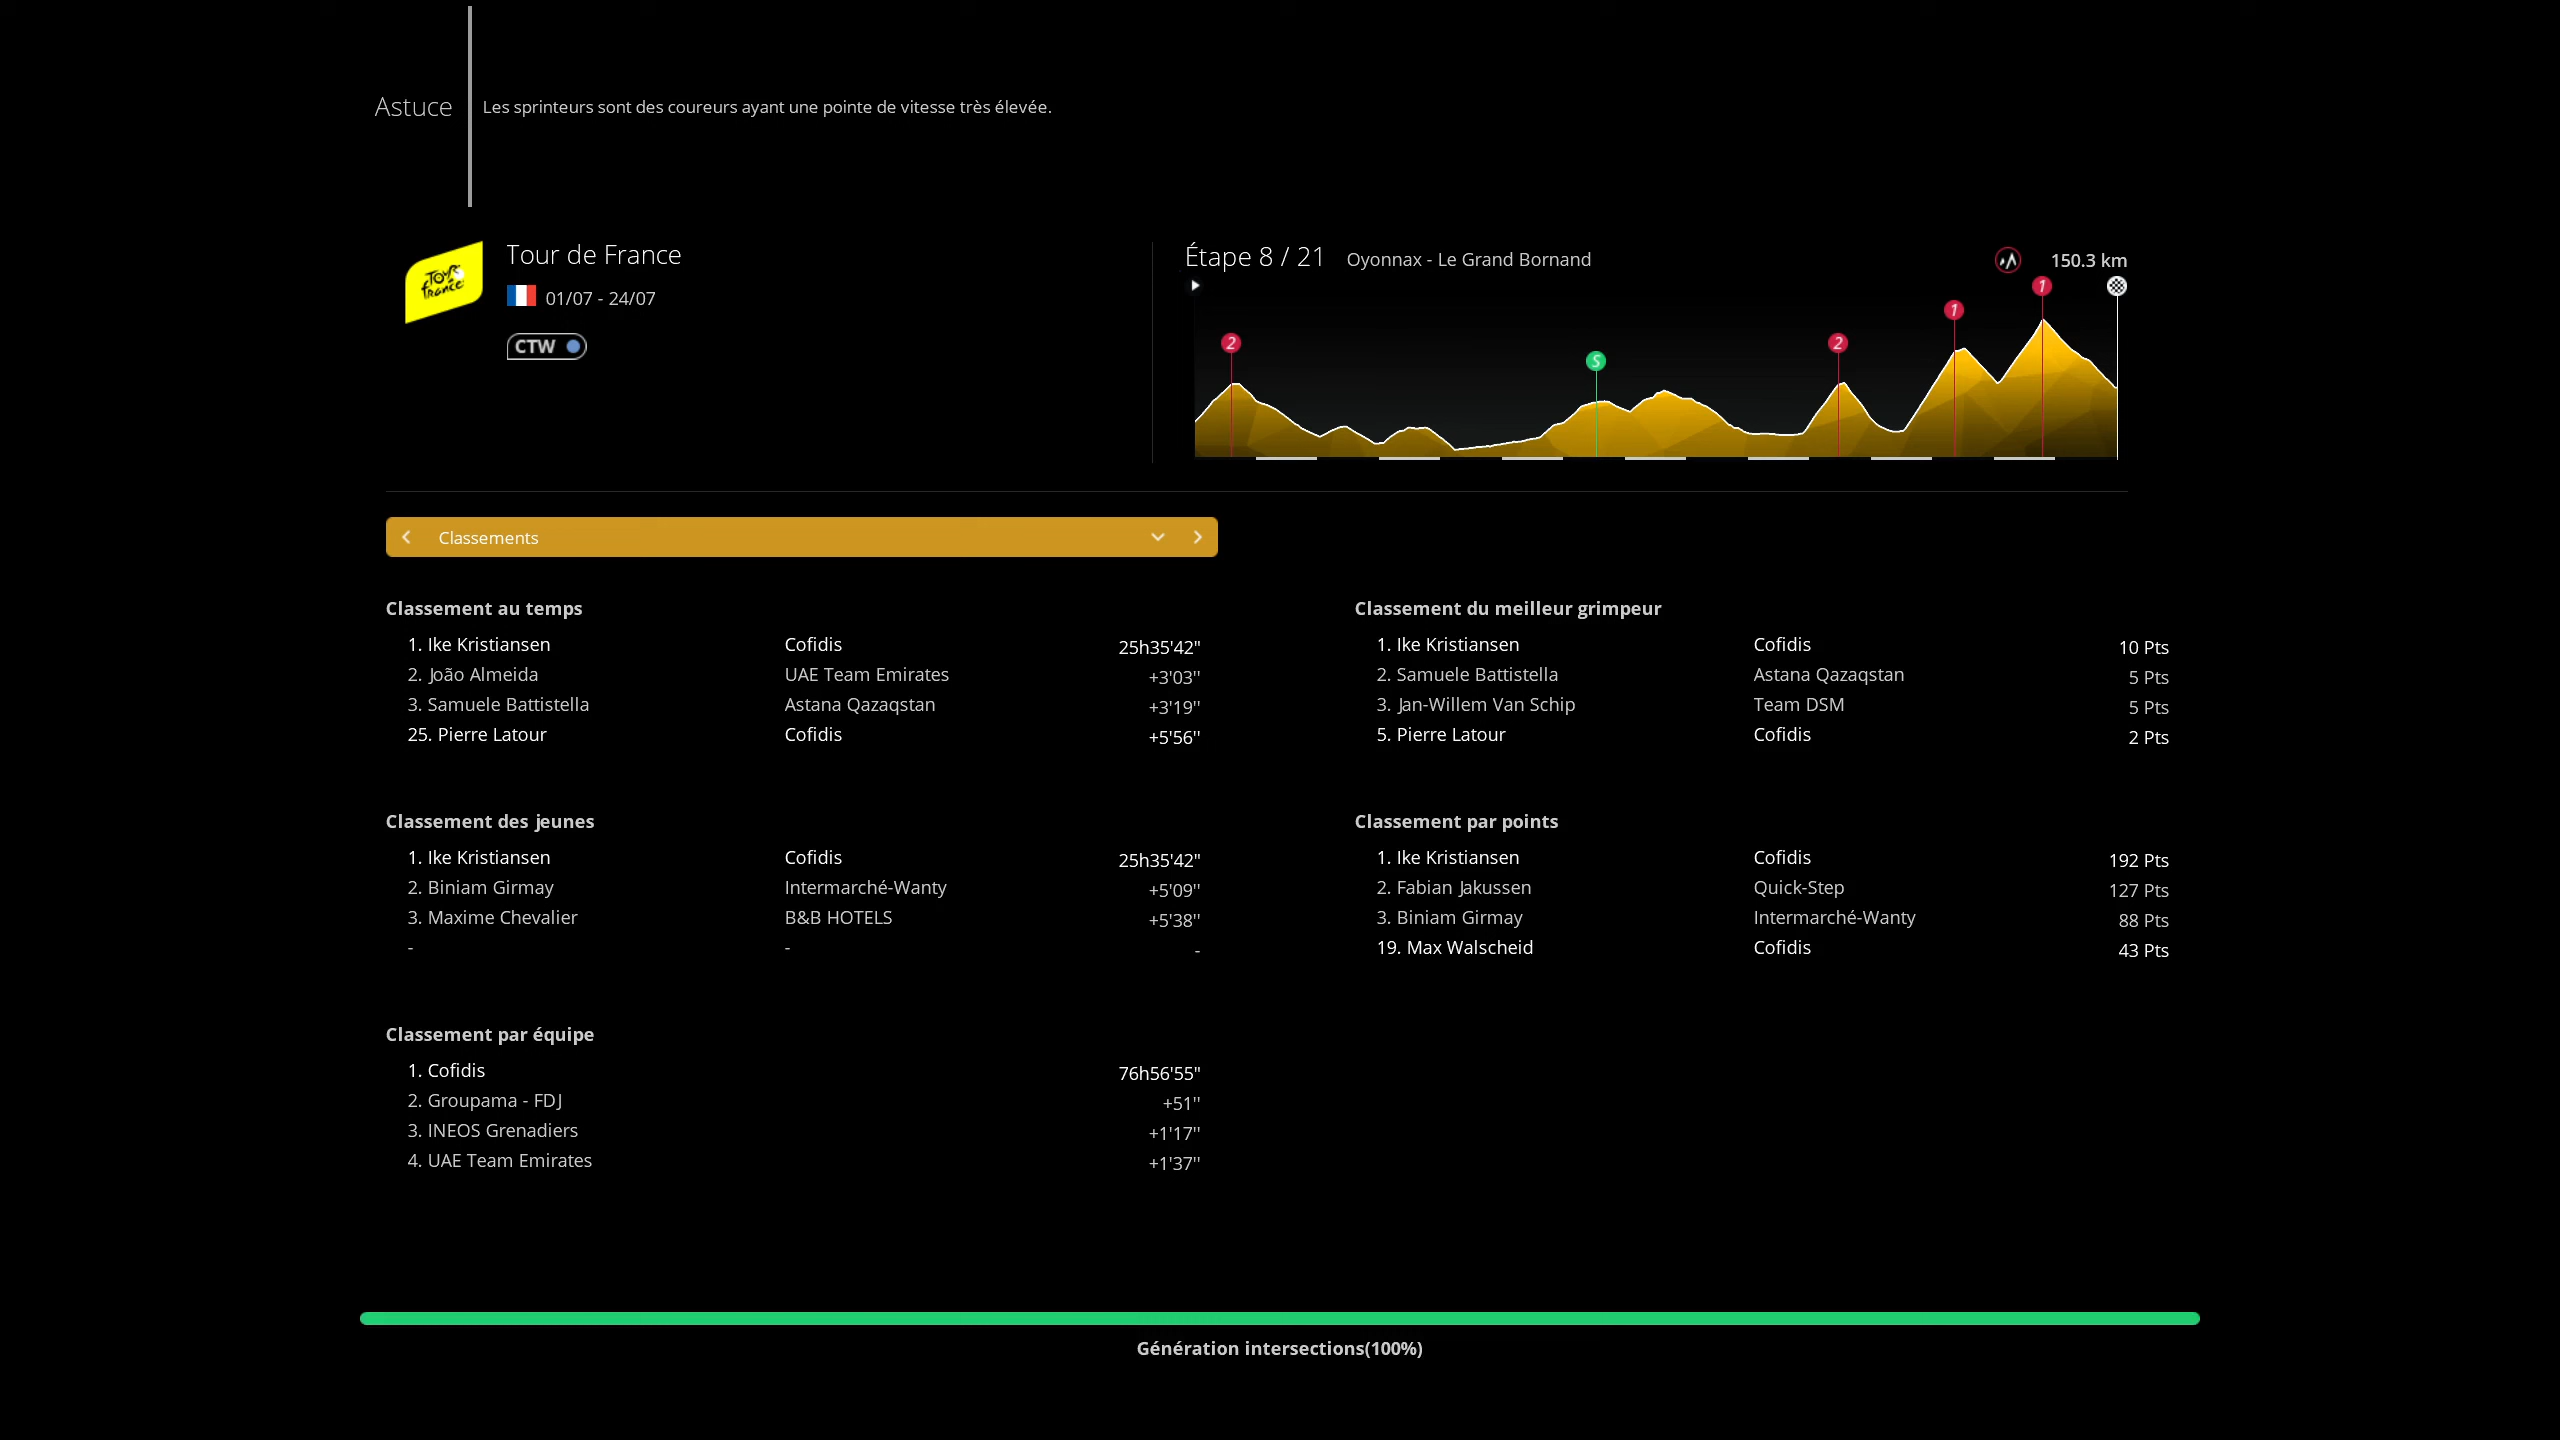 Astuce
Les sprinteurs sont des coureurs ayant une pointe de vitesse très élevée.
TOUR de france
Tour de France
01/07 - 24/07
CTW
Étape 8 / 21 Oyonnax - Le Grand Bornand 150.3 km
2
S
2
1
1
Classements
Classement au temps
1. Ike Kristiansen Cofidis 25h35'42"
2. João Almeida UAE Team Emirates +3'03''
3. Samuele Battistella Astana Qazaqstan +3'19''
25. Pierre Latour Cofidis +5'56''
Classement du meilleur grimpeur
1. Ike Kristiansen Cofidis 10 Pts
2. Samuele Battistella Astana Qazaqstan 5 Pts
3. Jan-Willem Van Schip Team DSM 5 Pts
5. Pierre Latour Cofidis 2 Pts
Classement des jeunes
1. Ike Kristiansen Cofidis 25h35'42"
2. Biniam Girmay Intermarché-Wanty +5'09''
3. Maxime Chevalier B&B HOTELS +5'38''
- - -
Classement par points
1. Ike Kristiansen Cofidis 192 Pts
2. Fabian Jakussen Quick-Step 127 Pts
3. Biniam Girmay Intermarché-Wanty 88 Pts
19. Max Walscheid Cofidis 43 Pts
Classement par équipe
1. Cofidis 76h56'55"
2. Groupama - FDJ +51''
3. INEOS Grenadiers +1'17''
4. UAE Team Emirates +1'37''
Génération intersections(100%)